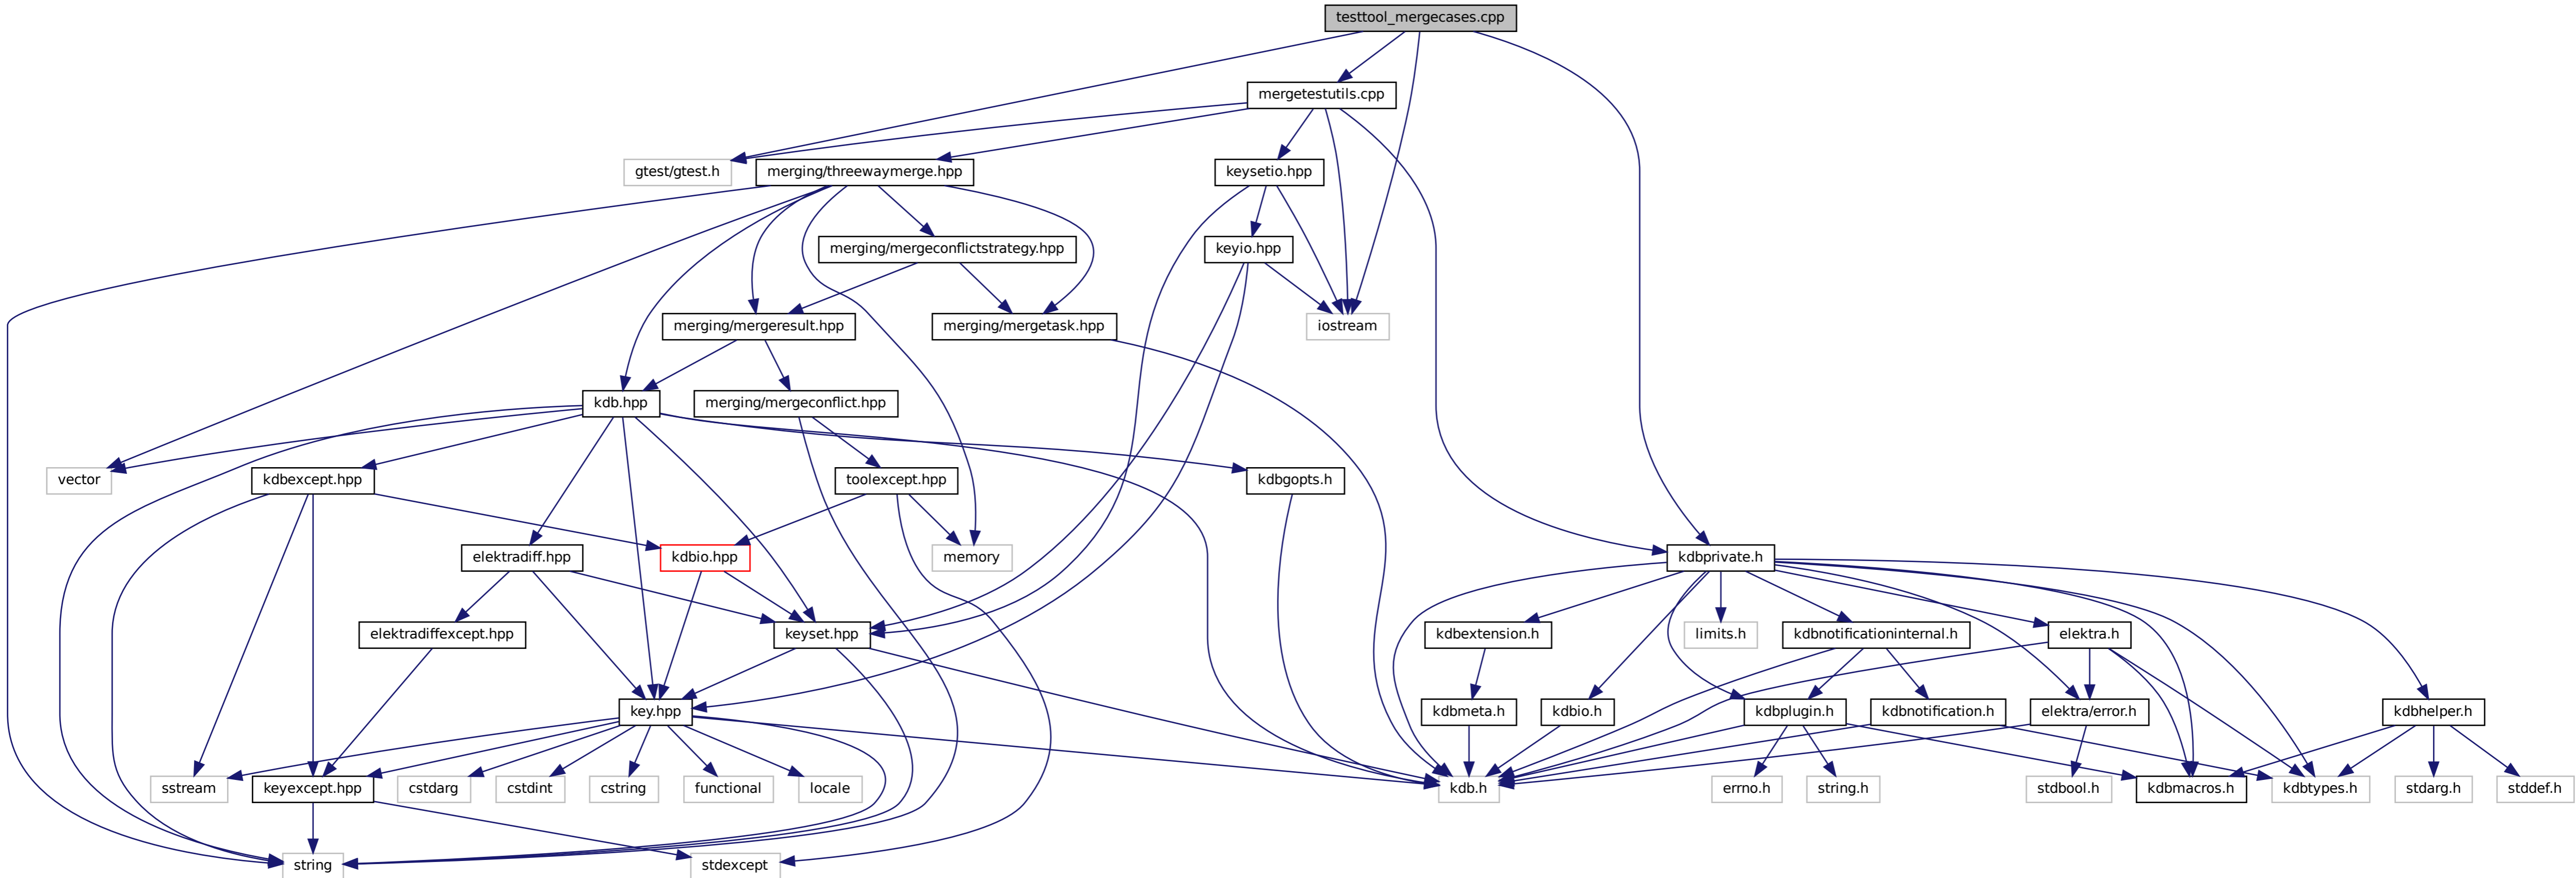 testtool_mergecases.cpp
mergetestutils.cpp
gtest/gtest.h
merging/threewaymerge.hpp
keysetio.hpp
merging/mergeconflictstrategy.hpp
keyio.hpp
merging/mergeresult.hpp
merging/mergetask.hpp
iostream
kdb.hpp
merging/mergeconflict.hpp
vector
kdbexcept.hpp
toolexcept.hpp
kdbgopts.h
elektradiff.hpp
kdbio.hpp
memory
kdbprivate.h
elektradiffexcept.hpp
keyset.hpp
kdbextension.h
limits.h
kdbnotificationinternal.h
elektra.h
key.hpp
kdbmeta.h
kdbio.h
kdbplugin.h
kdbnotification.h
elektra/error.h
kdbhelper.h
sstream
keyexcept.hpp
cstdarg
cstdint
cstring
functional
locale
kdb.h
errno.h
string.h
stdbool.h
kdbmacros.h
kdbtypes.h
stdarg.h
stddef.h
string
stdexcept